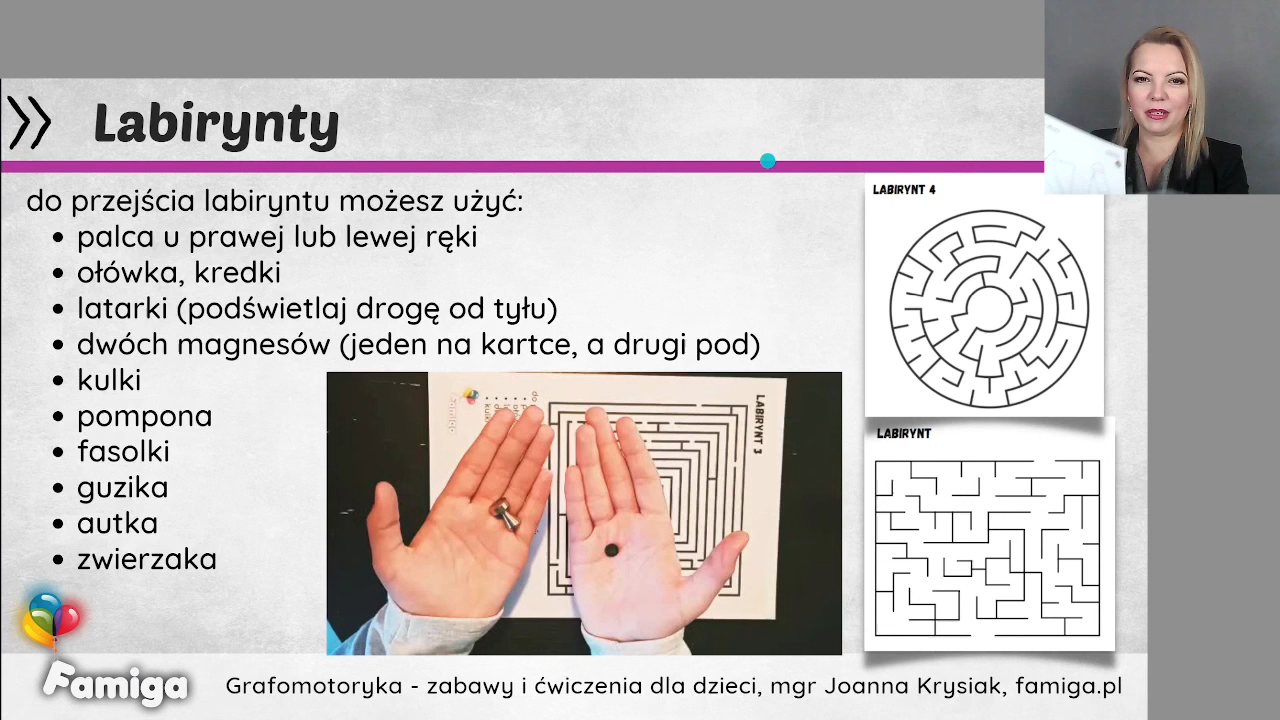 Labirynty
do przejścia labiryntu możesz użyć:
• palca u prawej lub lewej ręki
• ołówka, kredki
• latarki (podświetlaj drogę od tyłu)
• dwóch magnesów (jeden na kartce, a drugi pod)
• kulki
• pompona
• fasolki
• guzika
• autka
• zwierzaka
LABIRYNT 3
LABIRYNT 4
LABIRYNT
Famiga
Grafomotoryka - zabawy i ćwiczenia dla dzieci, mgr Joanna Krysiak, famiga.pl